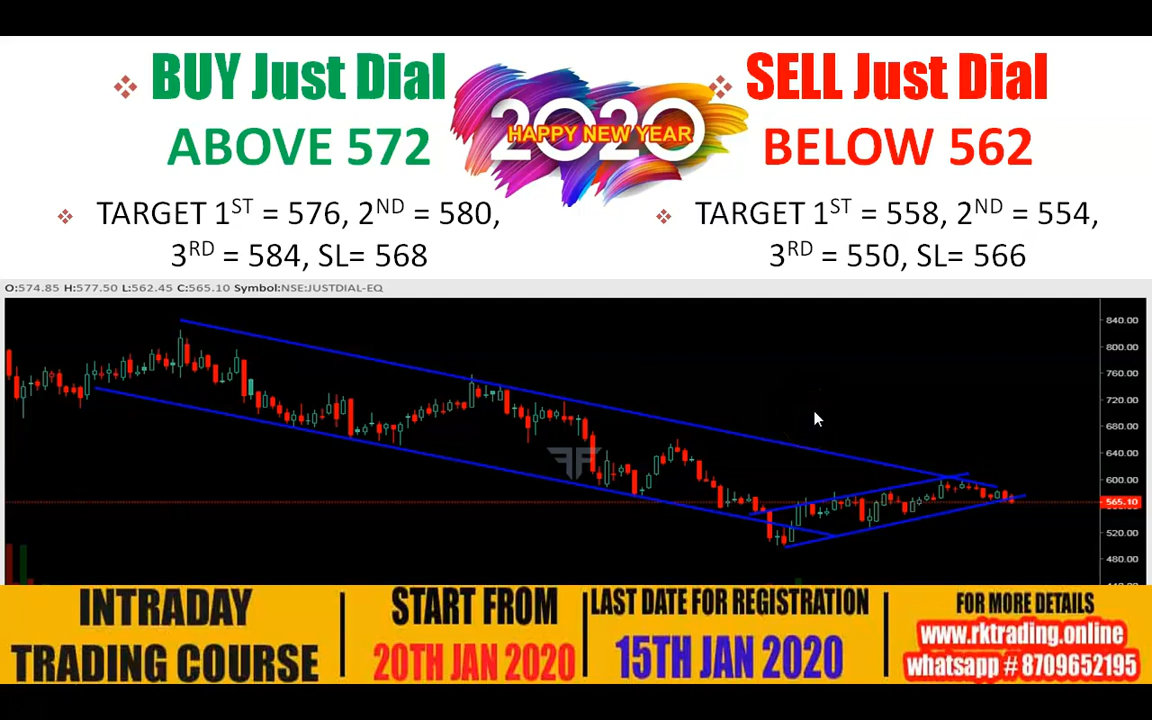 BUY Just Dial
ABOVE 572
TARGET 1ST = 576, 2ND = 580,
3RD = 584, SL= 568
2020
HAPPY NEW YEAR
SELL Just Dial
BELOW 562
TARGET 1ST = 558, 2ND = 554,
3RD = 550, SL= 566
O:574.85 H:577.50 L:562.45 C:565.10 Symbol:NSE:JUSTDIAL-EQ
840.00
800.00
760.00
720.00
680.00
640.00
600.00
565.10
520.00
480.00
INTRADAY
TRADING COURSE
START FROM
20TH JAN 2020
LAST DATE FOR REGISTRATION
15TH JAN 2020
FOR MORE DETAILS
www.rktrading.online
whatsapp # 8709652195